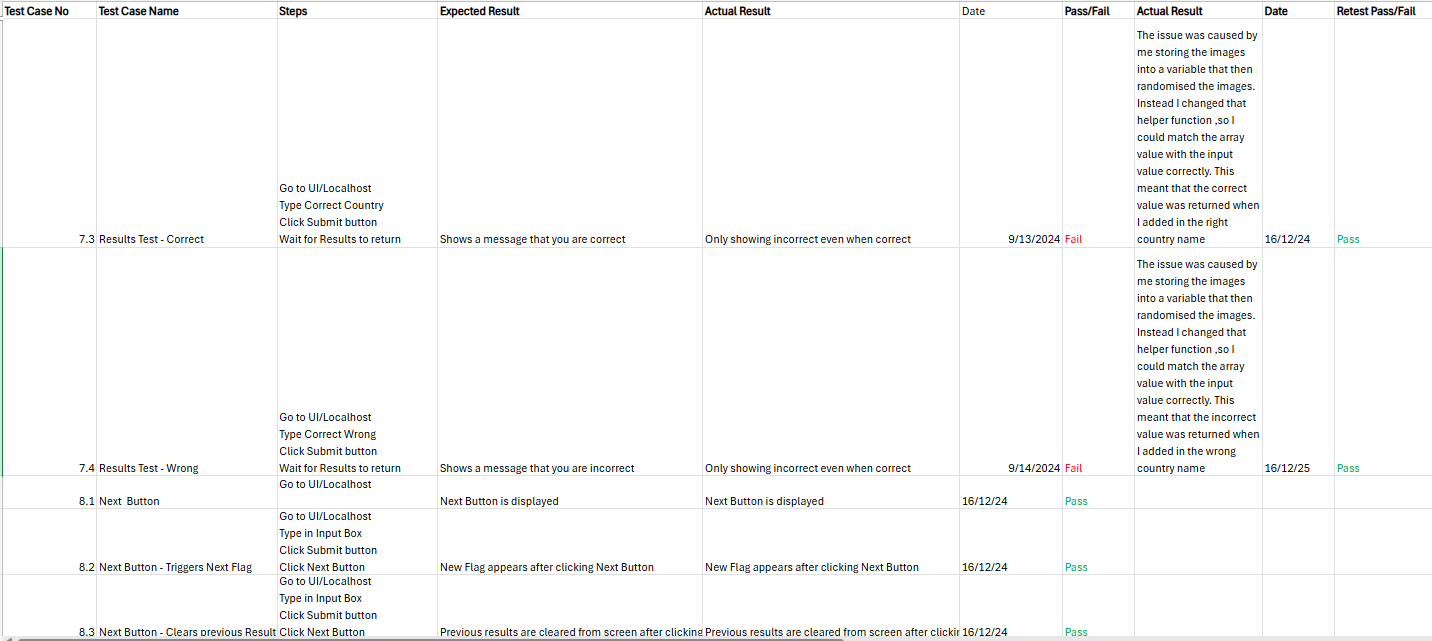 Test Case No Test Case Name Steps Expected Result Actual Result Date Pass/Fail Actual Result Date Retest Pass/Fail
The issue was caused by
me storing the images
into a variable that then
randomised the images.
Instead I changed that
helper function ,so I
could match the array
value with the input
Go to UI/Localhost value correctly. This
Type Correct Country meant that the correct
Click Submit button value was returned when
I added in the right
7.3 Results Test - Correct Wait for Results to return Shows a message that you are correct Only showing incorrect even when correct 9/13/2024 Fail country name 16/12/24 Pass
The issue was caused by
me storing the images
into a variable that then
randomised the images.
Instead I changed that
helper function ,so I
could match the array
value with the input
value correctly. This
Go to UI/Localhost meant that the incorrect
Type Correct Wrong value was returned when
Click Submit button I added in the wrong
7.4 Results Test - Wrong Wait for Results to return Shows a message that you are incorrect Only showing incorrect even when correct 9/14/2024 Fail country name 16/12/25 Pass
Go to UI/Localhost
8.1 Next Button Next Button is displayed Next Button is displayed 16/12/24 Pass
Go to UI/Localhost
Type in Input Box
Click Submit button
8.2 Next Button - Triggers Next Flag Click Next Button New Flag appears after clicking Next Button New Flag appears after clicking Next Button 16/12/24 Pass
Go to UI/Localhost
Type in Input Box
Click Submit button
8.3 Next Button - Clears previous Result Click Next Button Previous results are cleared from screen after clicking Previous results are cleared from screen after clickin 16/12/24 Pass